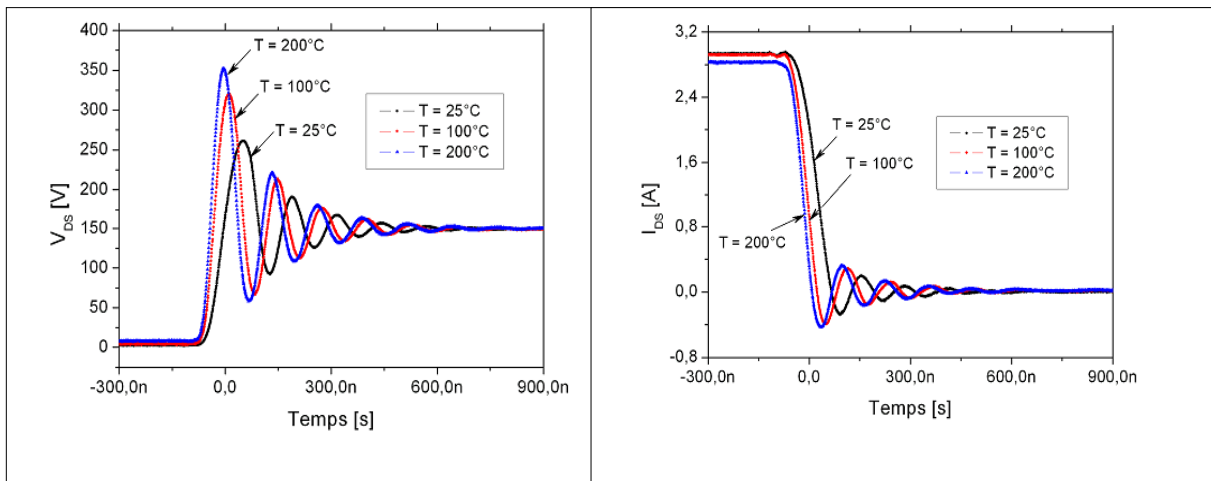 400
350
300
250
200
150
100
50
0
V_DS [V]
T = 200°C
T = 100°C
T = 25°C
T = 25°C
T = 100°C
T = 200°C
-300,0n 0,0 300,0n 600,0n 900,0n
Temps [s]
3,2
2,4
1,6
0,8
0,0
-0,8
I_DS [A]
T = 25°C
T = 100°C
T = 200°C
T = 25°C
T = 100°C
T = 200°C
-300,0n 0,0 300,0n 600,0n 900,0n
Temps [s]